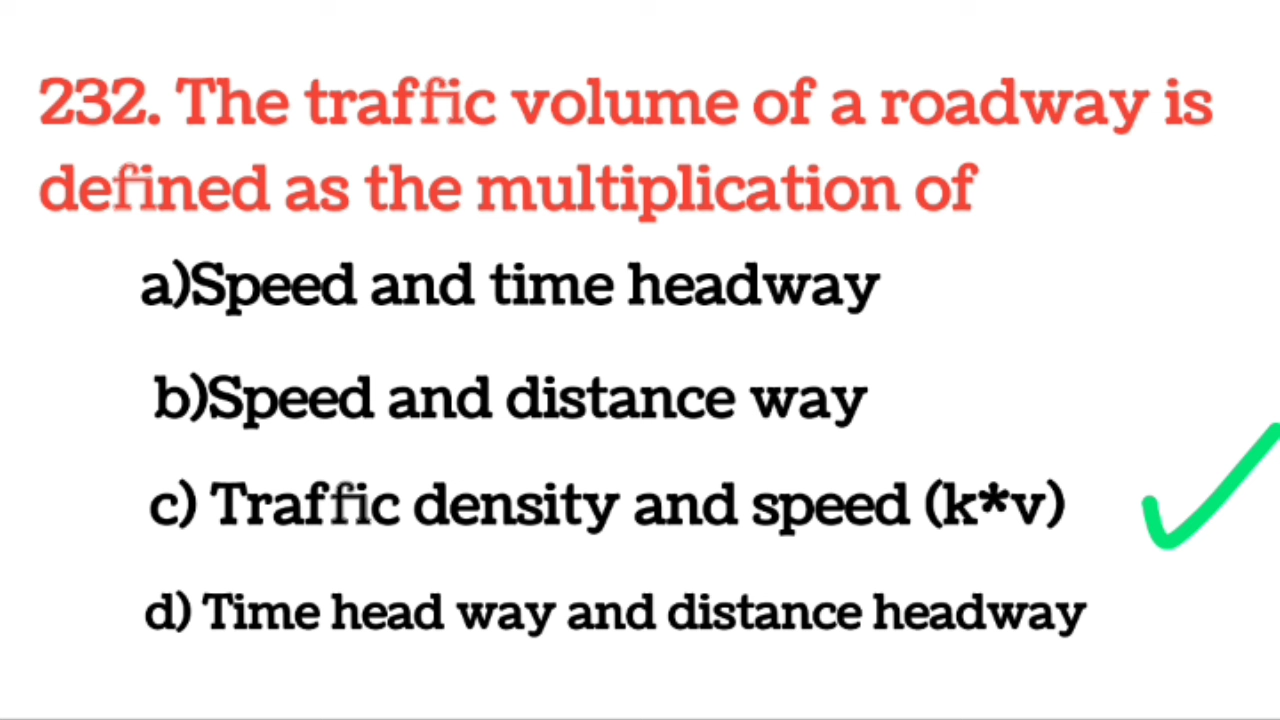 232. The traffic volume of a roadway is
defined as the multiplication of
a)Speed and time headway
b)Speed and distance way
c) Traffic density and speed (k*v)
d) Time head way and distance headway